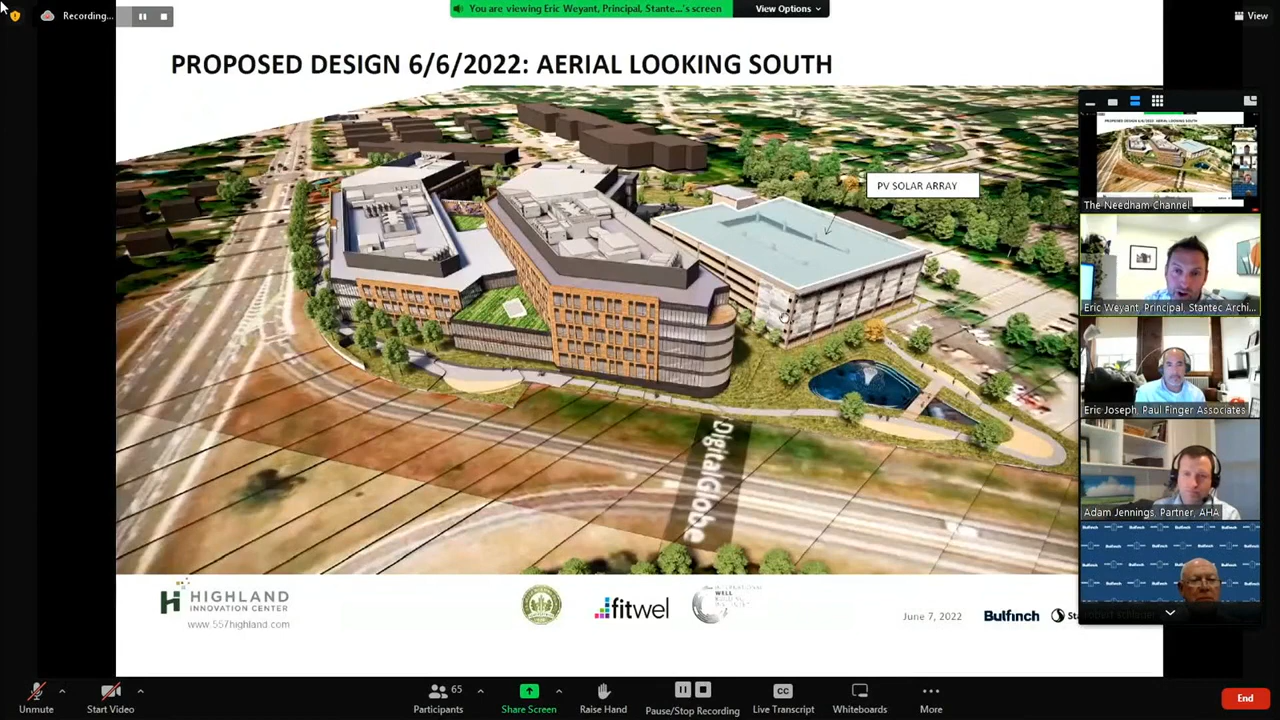 Recording...
You are viewing Eric Weyant, Principal, Stante...'s screen
View Options
View
PROPOSED DESIGN 6/6/2022: AERIAL LOOKING SOUTH
PV SOLAR ARRAY
DigitalGlobe
The Needham Channel
Eric Weyant, Principal, Stantec Archi...
Eric Joseph, Paul Finger Associates
Adam Jennings, Partner, AHA
Bulfinch
HIGHLAND
INNOVATION CENTER
www.557highland.com
fitwel
WELL
June 7, 2022
Bulfinch
Unmute
Start Video
Participants
65
Share Screen
Raise Hand
Pause/Stop Recording
CC
Live Transcript
Whiteboards
More
End